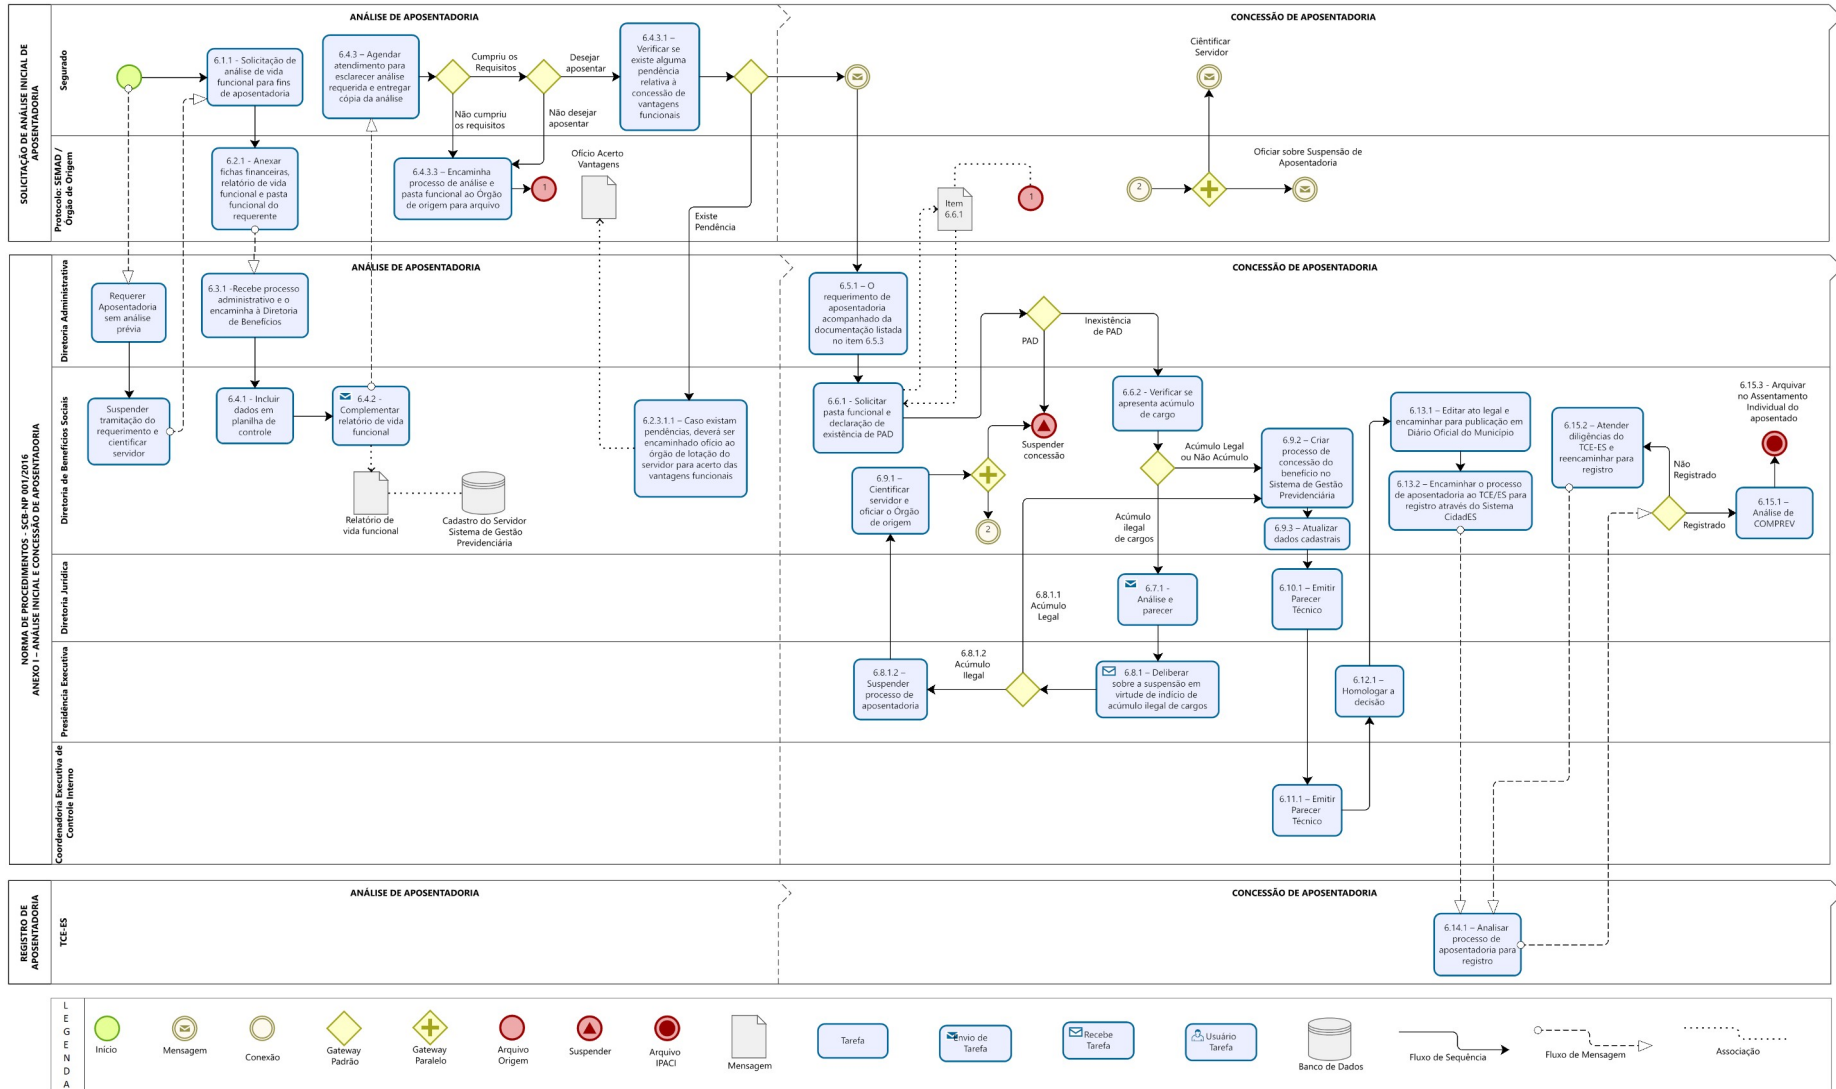 SOLICITAÇÃO DE ANÁLISE INICIAL DE
APOSENTADORIA
Segurado
Protocolo: SEMAD /
Órgão de Origem
ANÁLISE DE APOSENTADORIA
CONCESSÃO DE APOSENTADORIA
6.1.1 - Solicitação de
análise de vida
funcional para fins
de aposentadoria
6.4.3 – Agendar
atendimento para
esclarecer análise
requerida e entregar
cópia da análise
Cumpriu os
Requisitos
Desejar
aposentar
Não cumpriu
os requisitos
Não desejar
aposentar
6.4.3.1 –
Verificar se
existe alguma
pendência
relativa à
concessão de
vantagens
funcionais
Ciêntificar
Servidor
6.2.1 - Anexar
fichas financeiras,
relatório de vida
funcional e pasta
funcional do
requerente
6.4.3.3 – Encaminha
processo de análise e
pasta funcional ao Órgão
de origem para arquivo
1
Ofício Acerto
Vantagens
Existe
Pendência
Item
6.6.1
1
2
Oficiar sobre Suspensão de
Aposentadoria
NORMA DE PROCEDIMENTOS - SCB-NP 001/2016
ANEXO I – ANÁLISE INICIAL E CONCESSÃO DE APOSENTADORIA
Diretoria Administrativa
Diretoria de Benefícios Sociais
Diretoria Jurídica
Presidência Executiva
Coordenadoria Executiva de
Controle Interno
ANÁLISE DE APOSENTADORIA
CONCESSÃO DE APOSENTADORIA
Requerer
Aposentadoria
sem análise
prévia
6.3.1 -Recebe processo
administrativo e o
encaminha à Diretoria
de Benefícios
6.5.1 – O
requerimento de
aposentadoria
acompanhado da
documentação listada
no item 6.5.3
PAD
Inexistência
de PAD
Suspender
tramitação do
requerimento e
cientificar
servidor
6.4.1 - Incluir
dados em
planilha de
controle
6.4.2 -
Complementar
relatório de vida
funcional
Relatório de
vida funcional
Cadastro do Servidor
Sistema de Gestão
Previdenciária
6.2.3.1.1 – Caso existam
pendências, deverá ser
encaminhado ofício ao
órgão de lotação do
servidor para acerto das
vantagens funcionais
6.6.1 - Solicitar
pasta funcional e
declaração de
existência de PAD
Suspender
concessão
6.6.2 – Verificar se
apresenta acúmulo
de cargo
Acúmulo Legal
ou Não Acúmulo
Acúmulo
ilegal
de cargos
6.9.1 –
Cientificar
servidor e
oficiar o Órgão
de origem
2
6.9.2 – Criar
processo de
concessão do
benefício no
Sistema de Gestão
Previdenciária
6.9.3 – Atualizar
dados cadastrais
6.13.1 – Editar ato legal e
encaminhar para publicação em
Diário Oficial do Município
6.13.2 – Encaminhar o processo
de aposentadoria ao TCE/ES para
registro através do Sistema
CidadES
6.15.2 – Atender
diligências do
TCE-ES e
reencaminhar para
registro
6.15.3 - Arquivar
no Assentamento
Individual do
aposentado
Não
Registrado
Registrado
6.15.1 –
Análise de
COMPREV
6.7.1 -
Análise e
parecer
6.8.1.1
Acúmulo
Legal
6.10.1 – Emitir
Parecer
Técnico
6.8.1.2 –
Suspender
processo de
aposentadoria
6.8.1.2
Acúmulo
Ilegal
6.8.1 – Deliberar
sobre a suspensão em
virtude de indício de
acúmulo ilegal de cargos
6.12.1 –
Homologar a
decisão
6.11.1 – Emitir
Parecer
Técnico
REGISTRO DE
APOSENTADORIA
TCE-ES
ANÁLISE DE APOSENTADORIA
CONCESSÃO DE APOSENTADORIA
6.14.1 – Analisar
processo de
aposentadoria para
registro
LEGENDA
Início
Mensagem
Conexão
Gateway
Padrão
Gateway
Paralelo
Arquivo
Origem
Suspender
Arquivo
IPACI
Mensagem
Tarefa
Envio de
Tarefa
Recebe
Tarefa
Usuário
Tarefa
Banco de Dados
Fluxo de Sequência
Fluxo de Mensagem
Associação